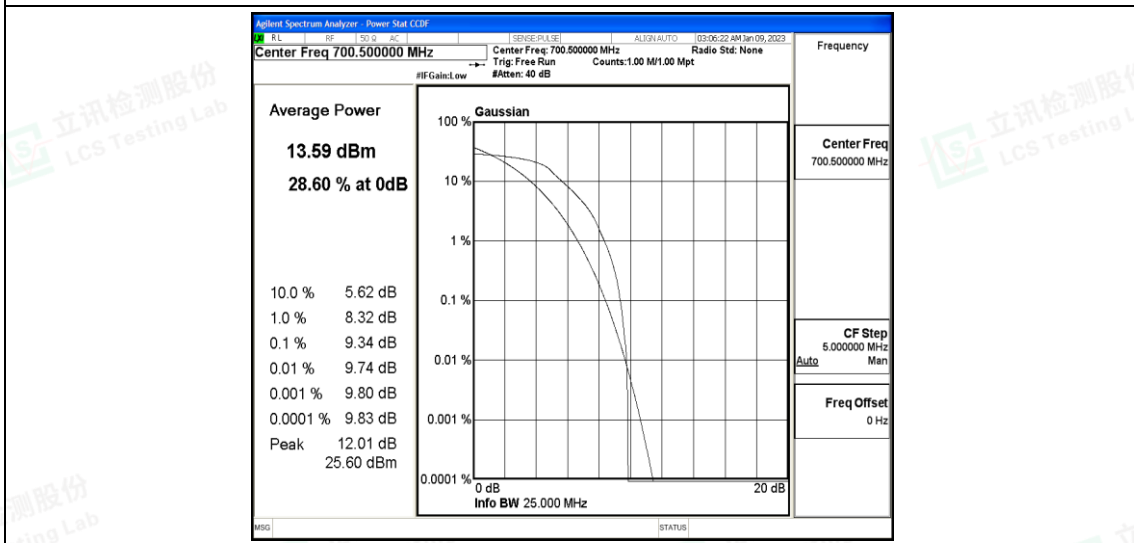 Agilent Spectrum Analyzer - Power Stat CCDF
LXI RL RF 50 Ω AC SENSE:PULSE ALIGN AUTO 03:06:22 AM Jan 09, 2023
Center Freq 700.500000 MHz
Center Freq: 700.500000 MHz Radio Std: None
Trig: Free Run Counts:1.00 M/1.00 Mpt
#IFGain:Low #Atten: 40 dB
Frequency
Average Power
13.59 dBm
28.60 % at 0dB
10.0 % 5.62 dB
1.0 % 8.32 dB
0.1 % 9.34 dB
0.01 % 9.74 dB
0.001 % 9.80 dB
0.0001 % 9.83 dB
Peak 12.01 dB
25.60 dBm
Gaussian
100 %
10 %
1 %
0.1 %
0.01 %
0.001 %
0.0001 %
0 dB 20 dB
Info BW 25.000 MHz
Center Freq
700.500000 MHz
CF Step
5.000000 MHz
Auto Man
Freq Offset
0 Hz
MSG STATUS
立讯检测股份
LCS Testing Lab
立讯检测股份
LCS Testing L
测股份
ting Lab